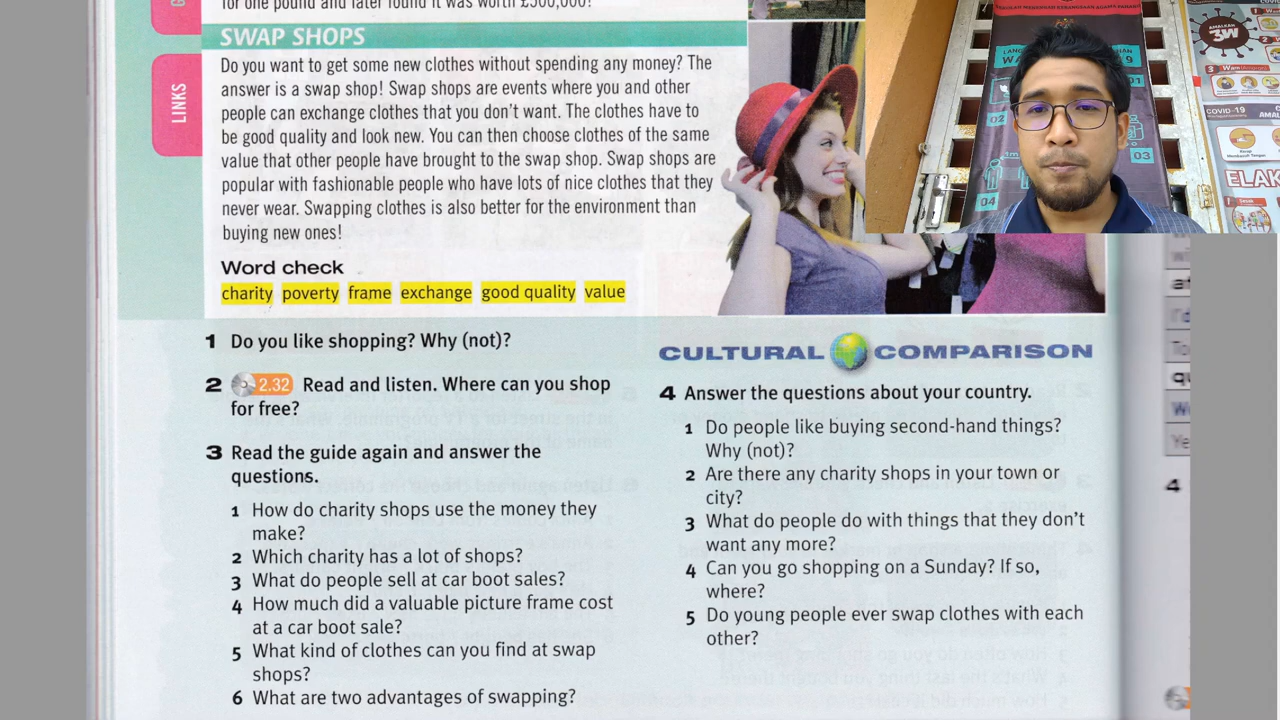 for one pound and later found it was worth £500,000!
SWAP SHOPS
Do you want to get some new clothes without spending any money? The
answer is a swap shop! Swap shops are events where you and other
people can exchange clothes that you don't want. The clothes have to
be good quality and look new. You can then choose clothes of the same
value that other people have brought to the swap shop. Swap shops are
popular with fashionable people who have lots of nice clothes that they
never wear. Swapping clothes is also better for the environment than
buying new ones!
LINKS
Word check
charity poverty frame exchange good quality value
1 Do you like shopping? Why (not)?
2 2.32 Read and listen. Where can you shop
for free?
3 Read the guide again and answer the
questions.
1 How do charity shops use the money they
make?
2 Which charity has a lot of shops?
3 What do people sell at car boot sales?
4 How much did a valuable picture frame cost
at a car boot sale?
5 What kind of clothes can you find at swap
shops?
6 What are two advantages of swapping?
CULTURAL COMPARISON
4 Answer the questions about your country.
1 Do people like buying second-hand things?
Why (not)?
2 Are there any charity shops in your town or
city?
3 What do people do with things that they don't
want any more?
4 Can you go shopping on a Sunday? If so,
where?
5 Do young people ever swap clothes with each
other?
4
AMALKAN
3W
COVID-19
ELAK
01
02
03
04